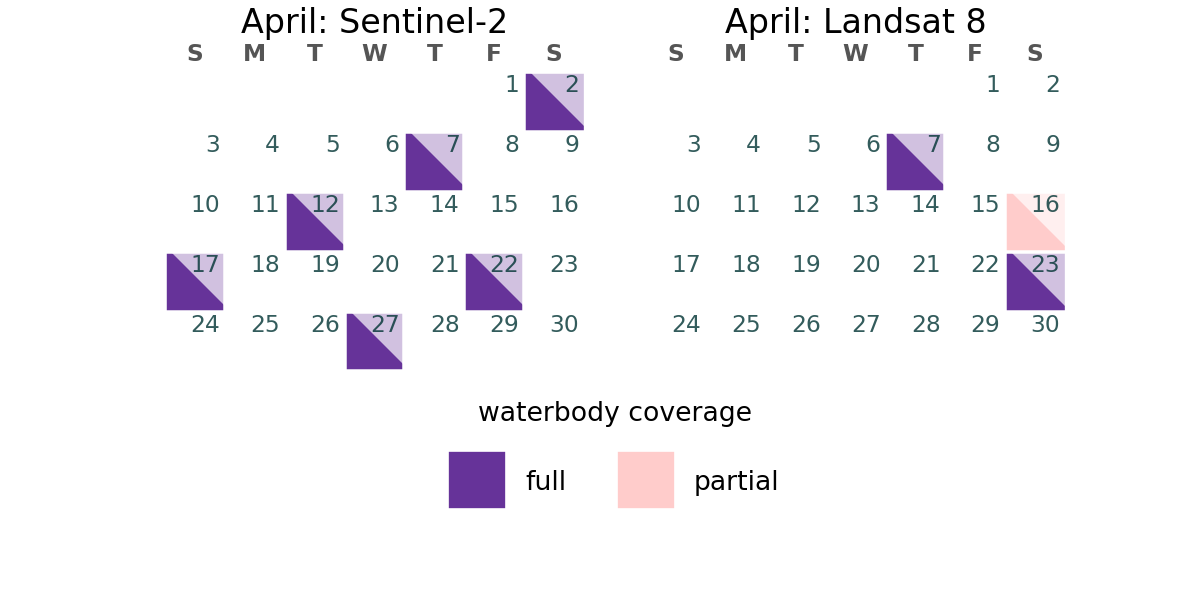 April: Sentinel-2
S M T W T F S
1 2
3 4 5 6 7 8 9
10 11 12 13 14 15 16
17 18 19 20 21 22 23
24 25 26 27 28 29 30
April: Landsat 8
S M T W T F S
1 2
3 4 5 6 7 8 9
10 11 12 13 14 15 16
17 18 19 20 21 22 23
24 25 26 27 28 29 30
waterbody coverage
full partial